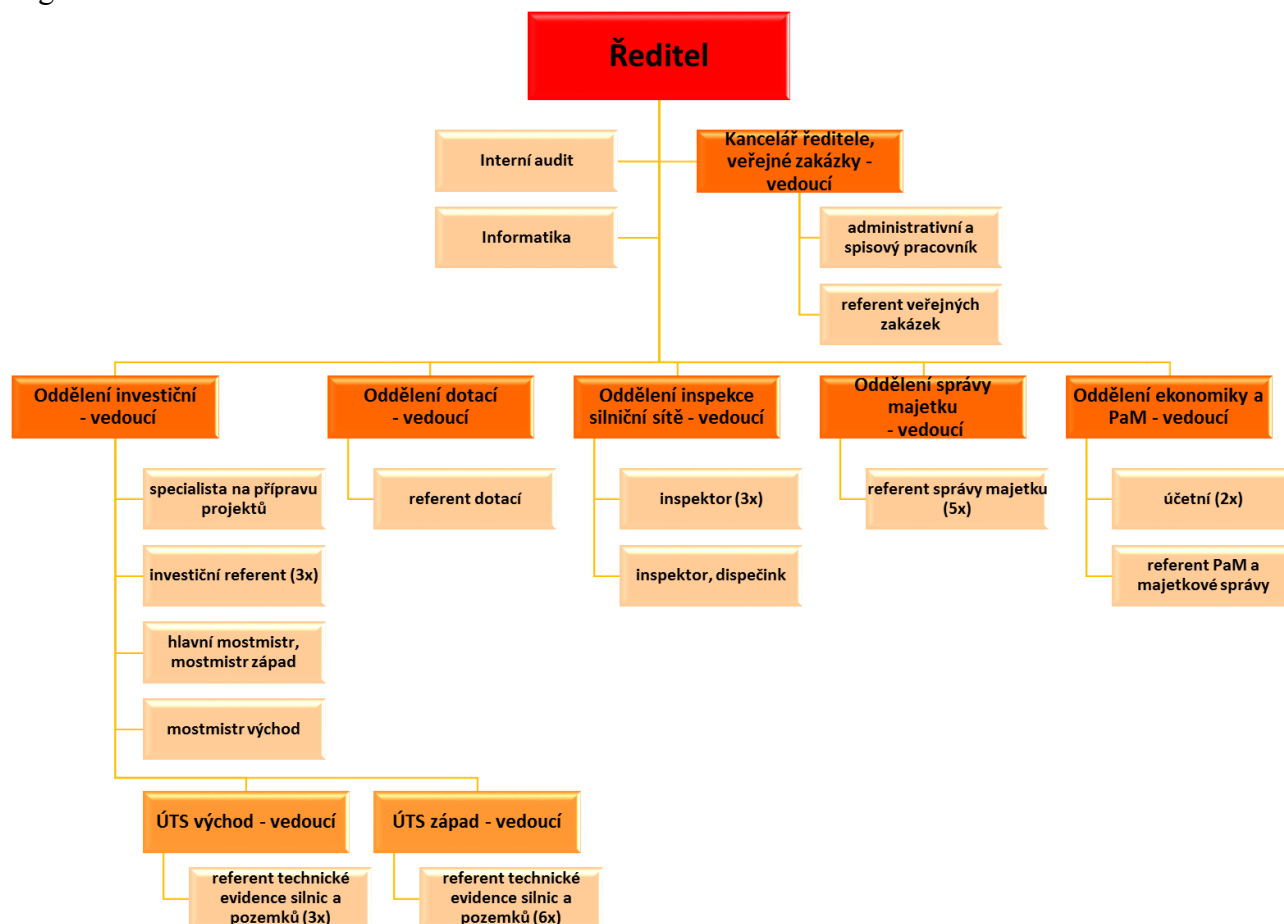 Ředitel
Interní audit
Kancelář ředitele,
veřejné zakázky -
vedoucí
Informatika
administrativní a
spisový pracovník
referent veřejných
zakázek
Oddělení investiční
- vedoucí
Oddělení dotací
- vedoucí
Oddělení inspekce
silniční sítě - vedoucí
Oddělení správy
majetku
- vedoucí
Oddělení ekonomiky a
PaM - vedoucí
specialista na přípravu
projektů
referent dotací
inspektor (3x)
referent správy majetku
(5x)
účetní (2x)
investiční referent (3x)
inspektor, dispečink
referent PaM a
majetkové správy
hlavní mostmistr,
mostmistr západ
mostmistr východ
ÚTS východ - vedoucí
ÚTS západ - vedoucí
referent technické
evidence silnic a
pozemků (3x)
referent technické
evidence silnic a
pozemků (6x)